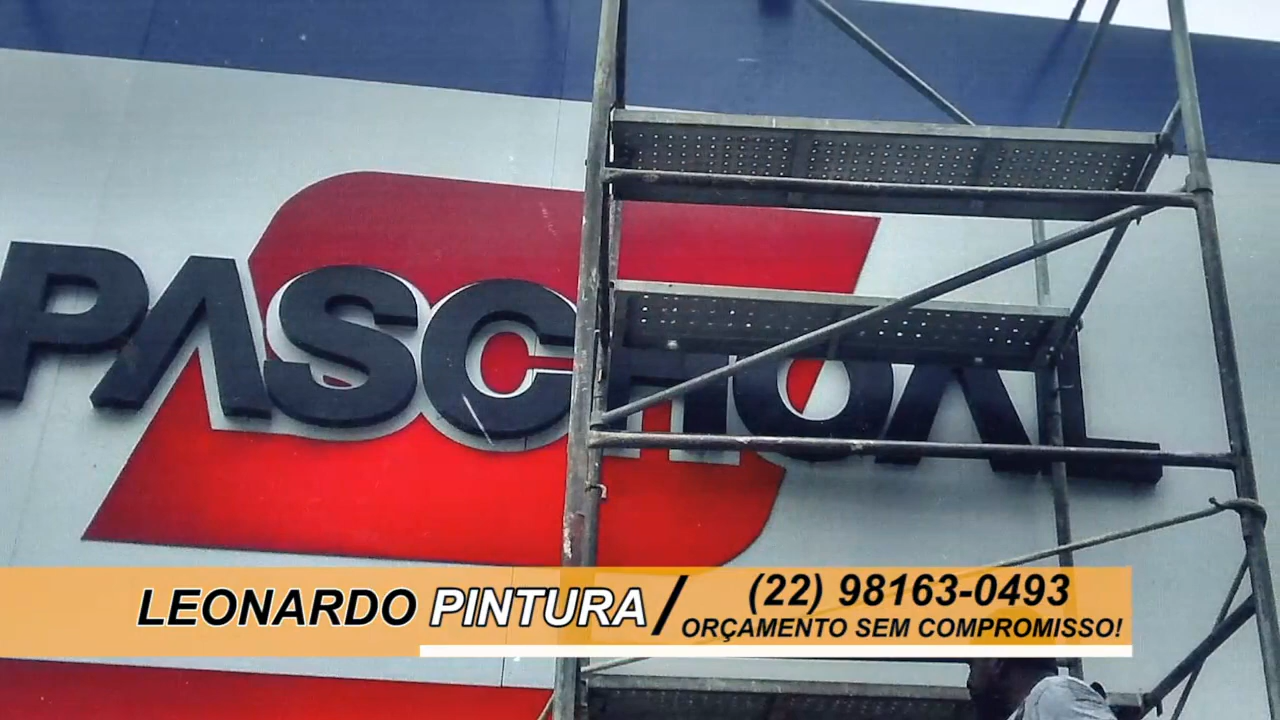 PASCHOAL
LEONARDO PINTURA/
(22) 98163-0493
ORÇAMENTO SEM COMPROMISSO!